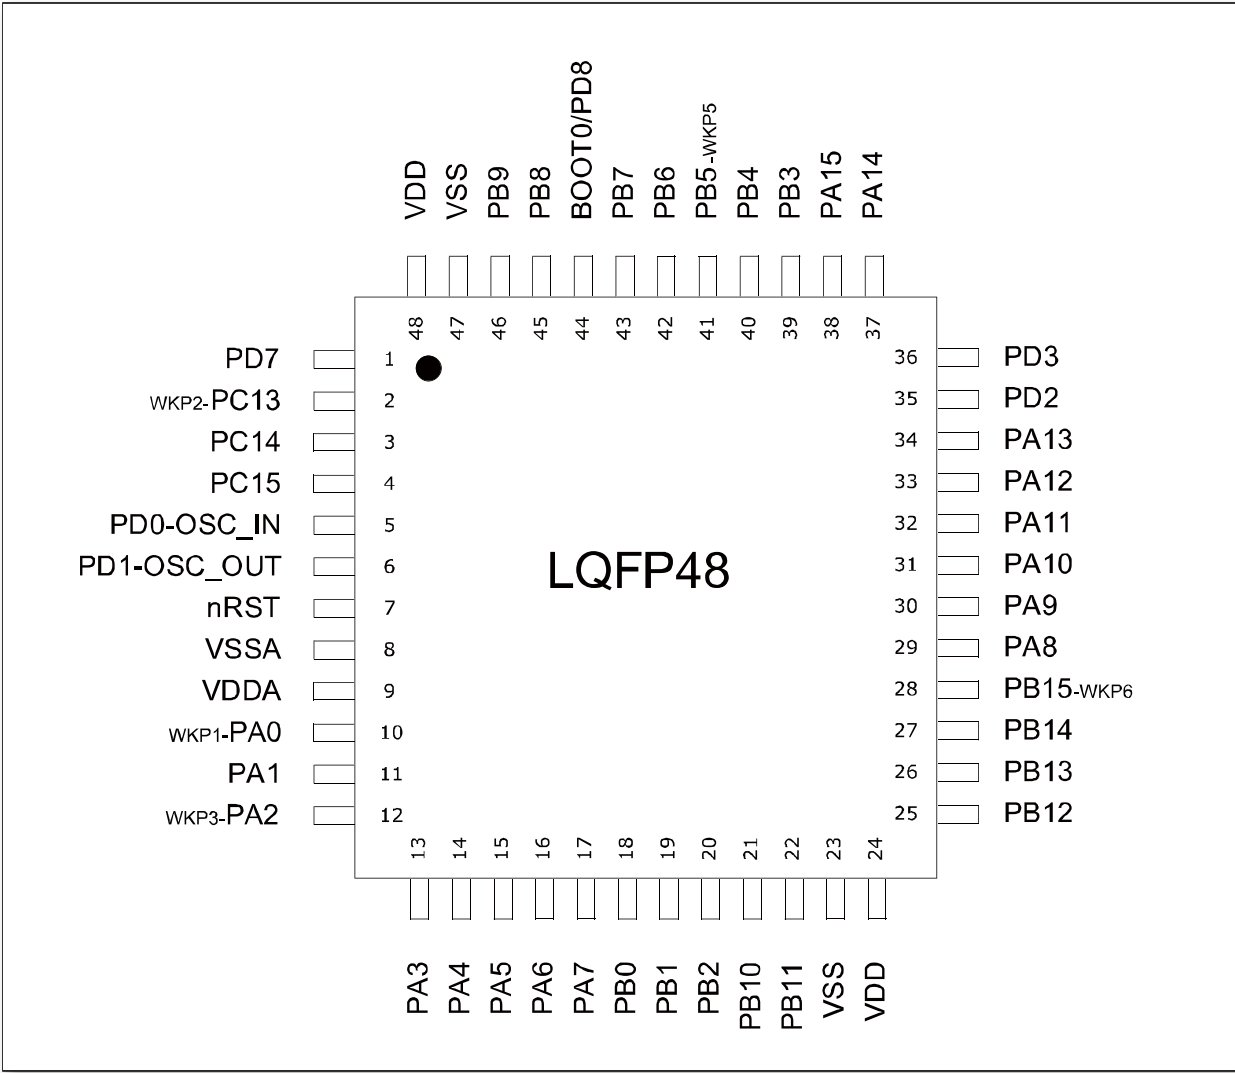 VDD
VSS
PB9
PB8
BOOT0/PD8
PB7
PB6
PB5-WKP5
PB4
PB3
PA15
PA14
48
47
46
45
44
43
42
41
40
39
38
37
PD7 1
WKP2-PC13 2
PC14 3
PC15 4
PD0-OSC_IN 5
PD1-OSC_OUT 6
nRST 7
VSSA 8
VDDA 9
WKP1-PA0 10
PA1 11
WKP3-PA2 12
LQFP48
36 PD3
35 PD2
34 PA13
33 PA12
32 PA11
31 PA10
30 PA9
29 PA8
28 PB15-WKP6
27 PB14
26 PB13
25 PB12
13
14
15
16
17
18
19
20
21
22
23
24
PA3
PA4
PA5
PA6
PA7
PB0
PB1
PB2
PB10
PB11
VSS
VDD